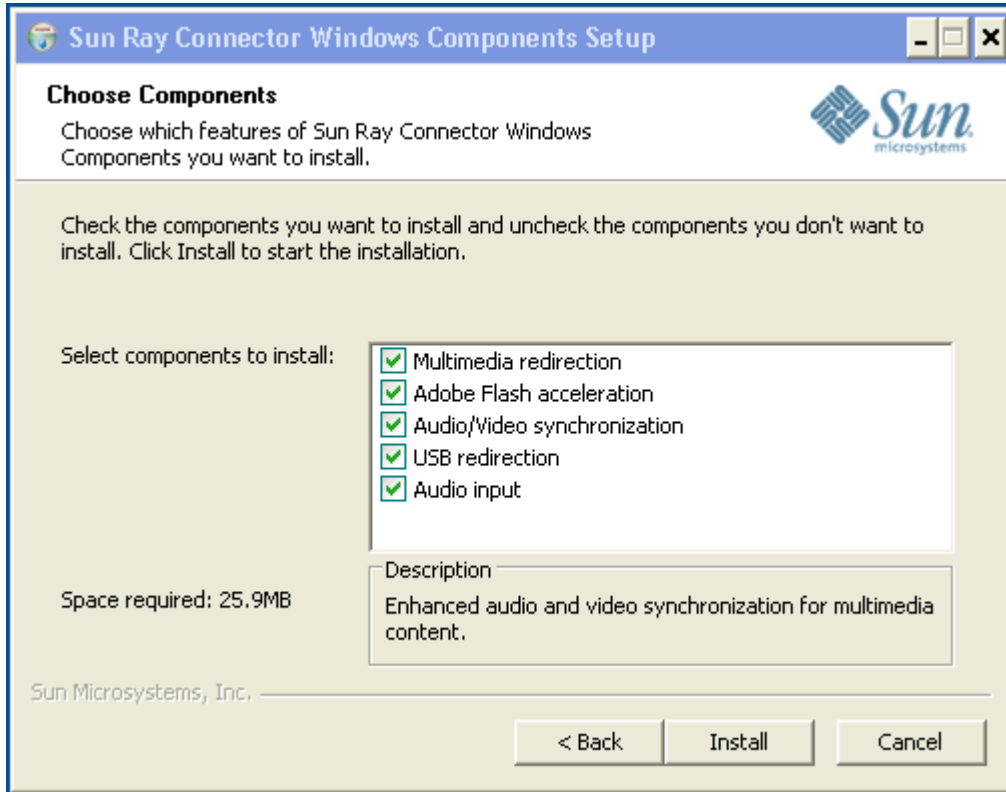 Sun Ray Connector Windows Components Setup
Choose Components
Choose which features of Sun Ray Connector Windows
Components you want to install.
Sun
microsystems
Check the components you want to install and uncheck the components you don't want to
install. Click Install to start the installation.
Select components to install:
Multimedia redirection
Adobe Flash acceleration
Audio/Video synchronization
USB redirection
Audio input
Space required: 25.9MB
Description
Enhanced audio and video synchronization for multimedia
content.
Sun Microsystems, Inc.
< Back
Install
Cancel